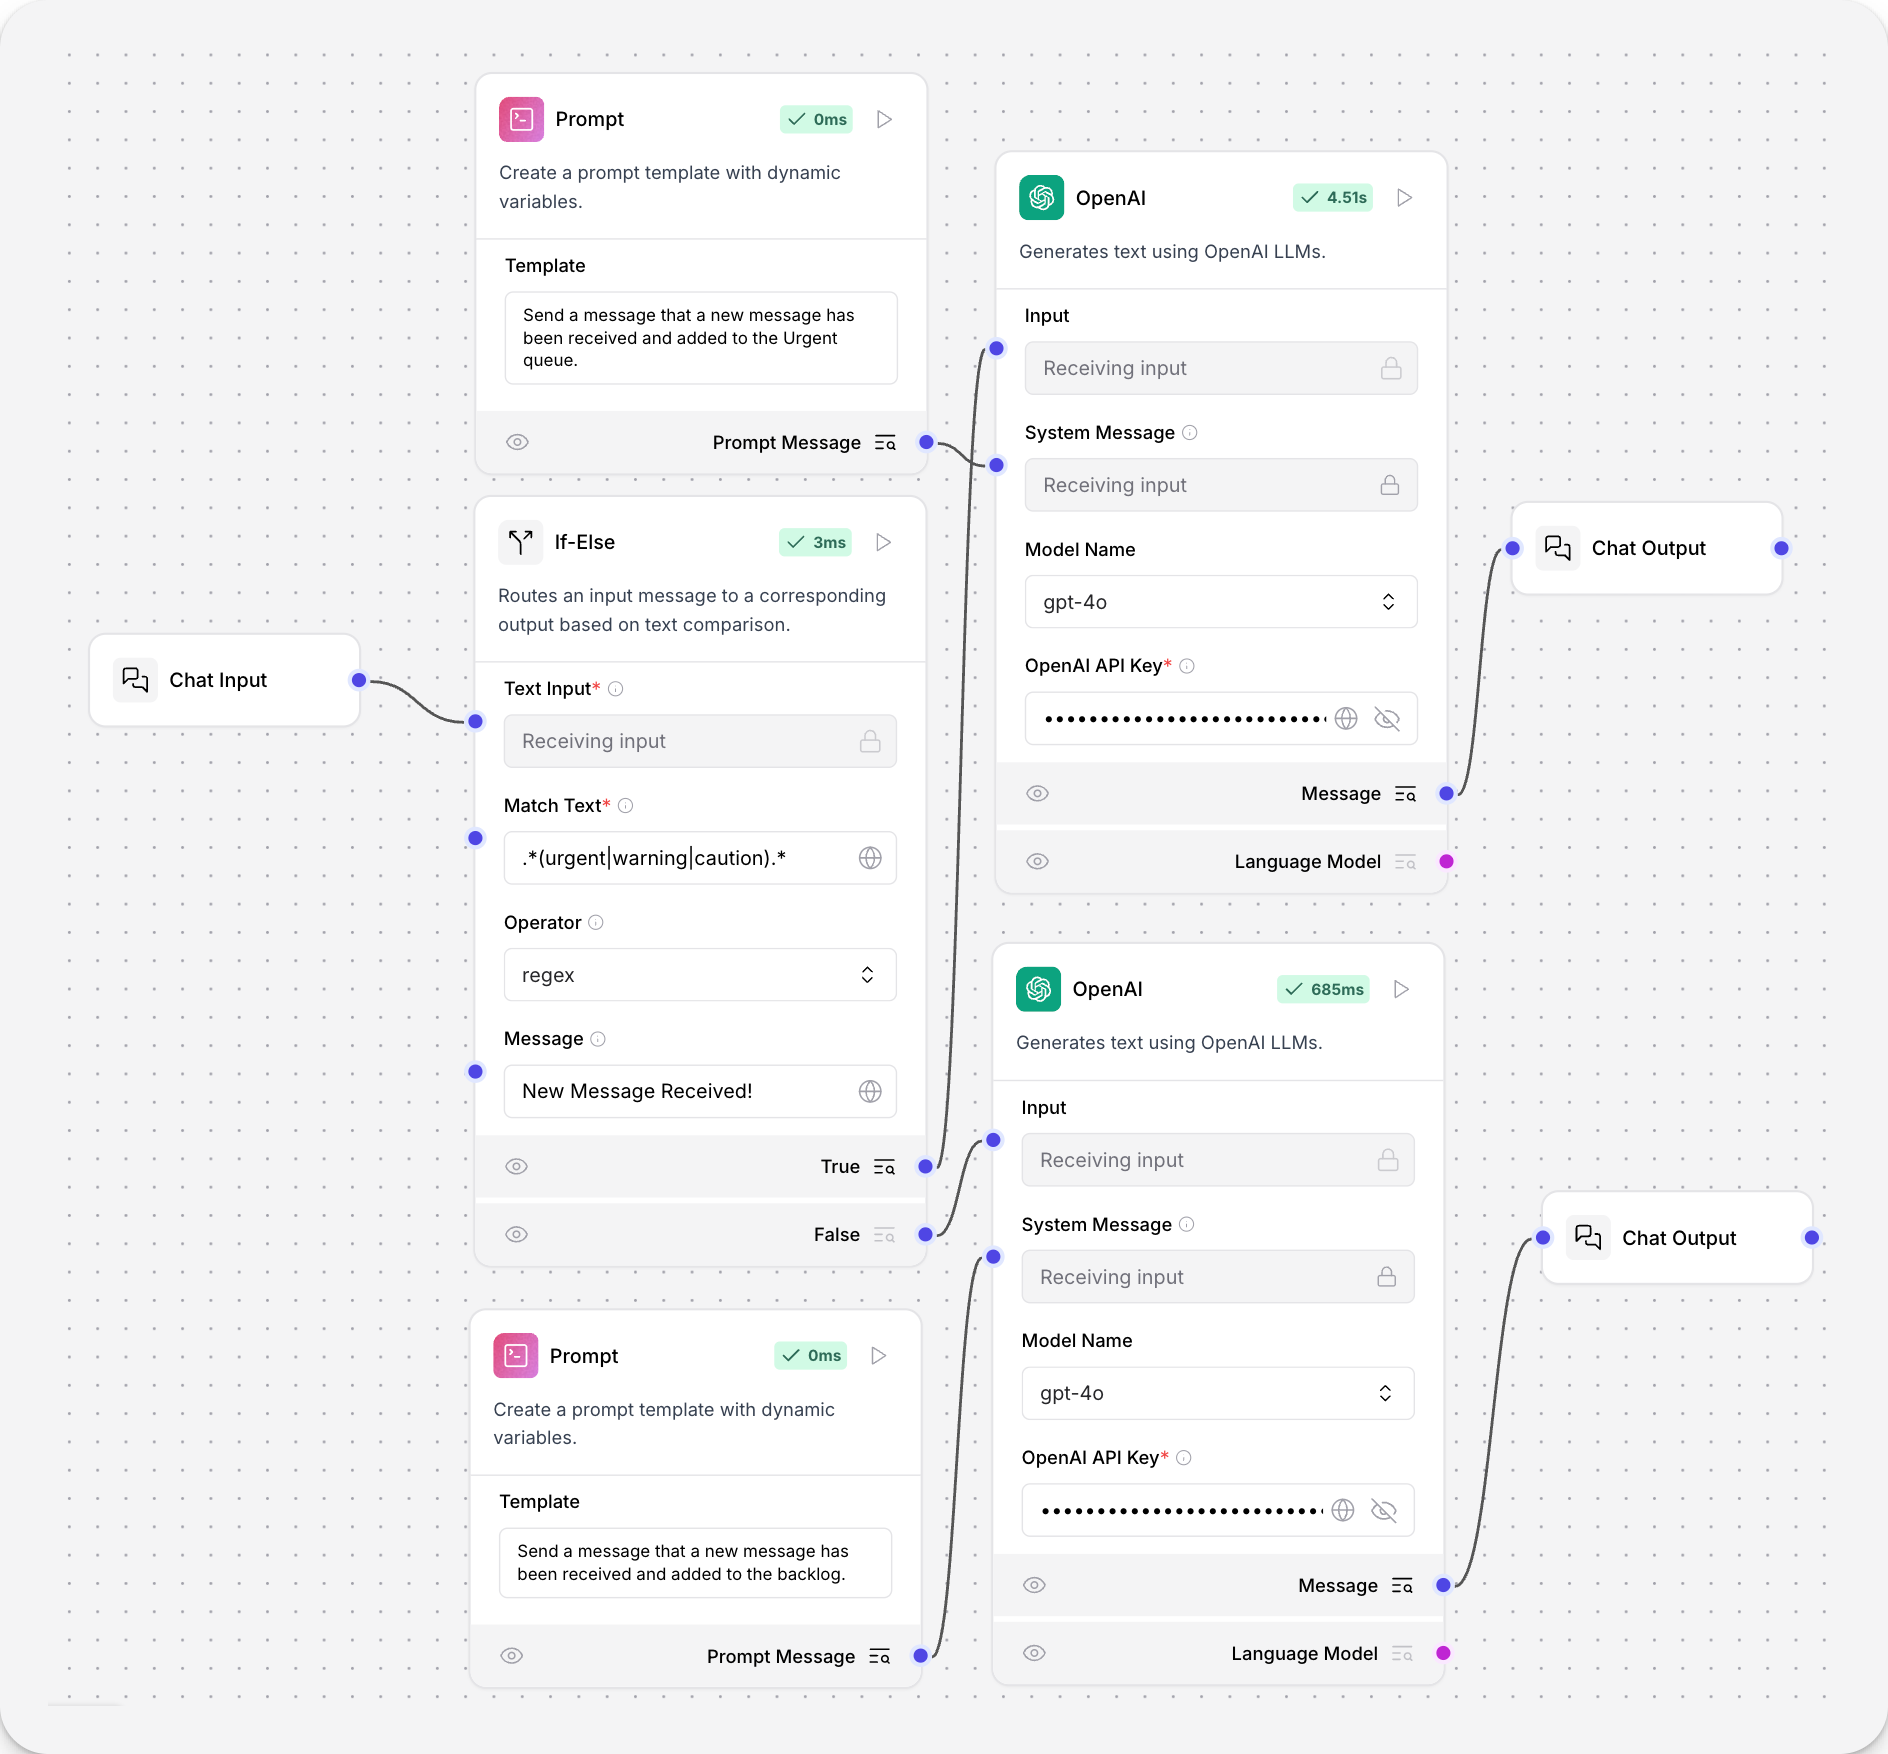 Prompt
0ms
Create a prompt template with dynamic
variables.
Template
Send a message that a new message has
been received and added to the Urgent
queue.
Prompt Message
If-Else
3ms
Routes an input message to a corresponding
output based on text comparison.
Text Input*
Receiving input
Match Text*
.*(urgent|warning|caution).*
Operator
regex
Message
New Message Received!
True
False
Chat Input
Prompt
0ms
Create a prompt template with dynamic
variables.
Template
Send a message that a new message has
been received and added to the backlog.
Prompt Message
OpenAI
4.51s
Generates text using OpenAI LLMs.
Input
Receiving input
System Message
Receiving input
Model Name
gpt-4o
OpenAI API Key*
Message
Language Model
Chat Output
OpenAI
685ms
Generates text using OpenAI LLMs.
Input
Receiving input
System Message
Receiving input
Model Name
gpt-4o
OpenAI API Key*
Message
Language Model
Chat Output